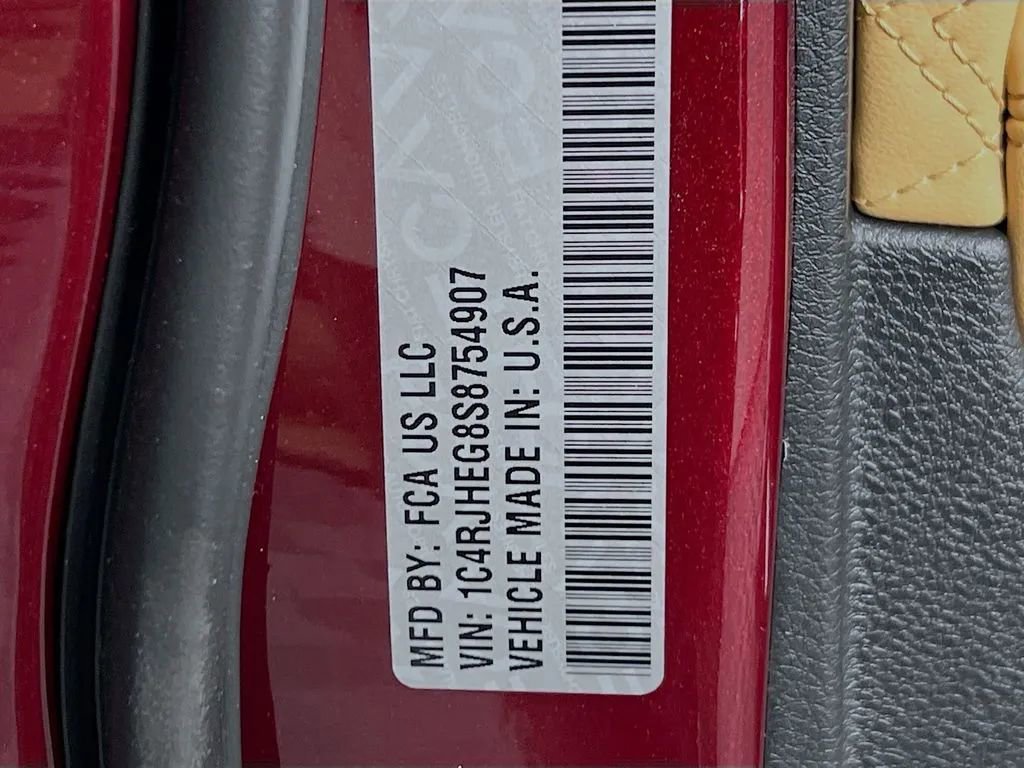 MFD BY: FCA US LLC
VIN: 1C4RJHEG8S8754907
VEHICLE MADE IN: U.S.A.